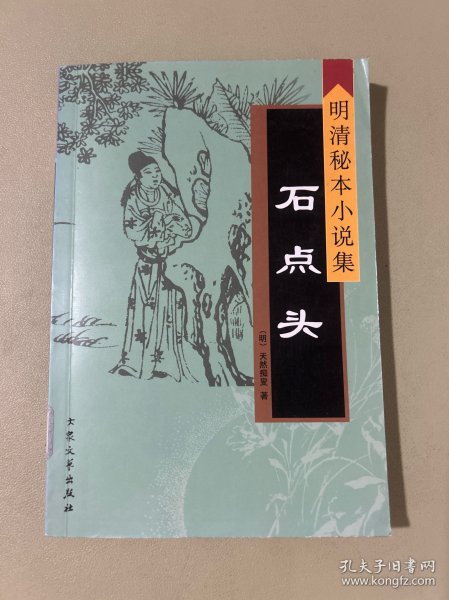 明清秘本小说集
石点头
（明）天然痴叟 著
大众文艺出版社
孔夫子旧书网
www.kongfz.com